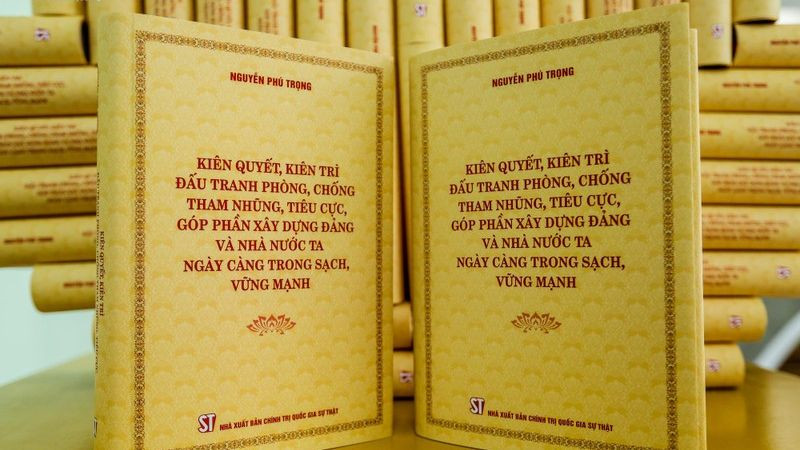 NGUYỄN PHÚ TRỌNG
KIÊN QUYẾT, KIÊN TRÌ
ĐẤU TRANH PHÒNG, CHỐNG
THAM NHŨNG, TIÊU CỰC,
GÓP PHẦN XÂY DỰNG ĐẢNG
VÀ NHÀ NƯỚC TA
NGÀY CÀNG TRONG SẠCH,
VỮNG MẠNH
ST NHÀ XUẤT BẢN CHÍNH TRỊ QUỐC GIA SỰ THẬT
KIÊN QUYẾT, KIÊN TRÌ
NGUYỄN PHÚ TRỌNG
KIÊN QUYẾT, KIÊN TRÌ
ĐẤU TRANH PHÒNG, CHỐNG
THAM NHŨNG, TIÊU CỰC,
GÓP PHẦN XÂY DỰNG ĐẢNG
VÀ NHÀ NƯỚC TA
NGÀY CÀNG TRONG SẠCH,
VỮNG MẠNH
ST NHÀ XUẤT BẢN CHÍNH TRỊ QUỐC GIA SỰ THẬT